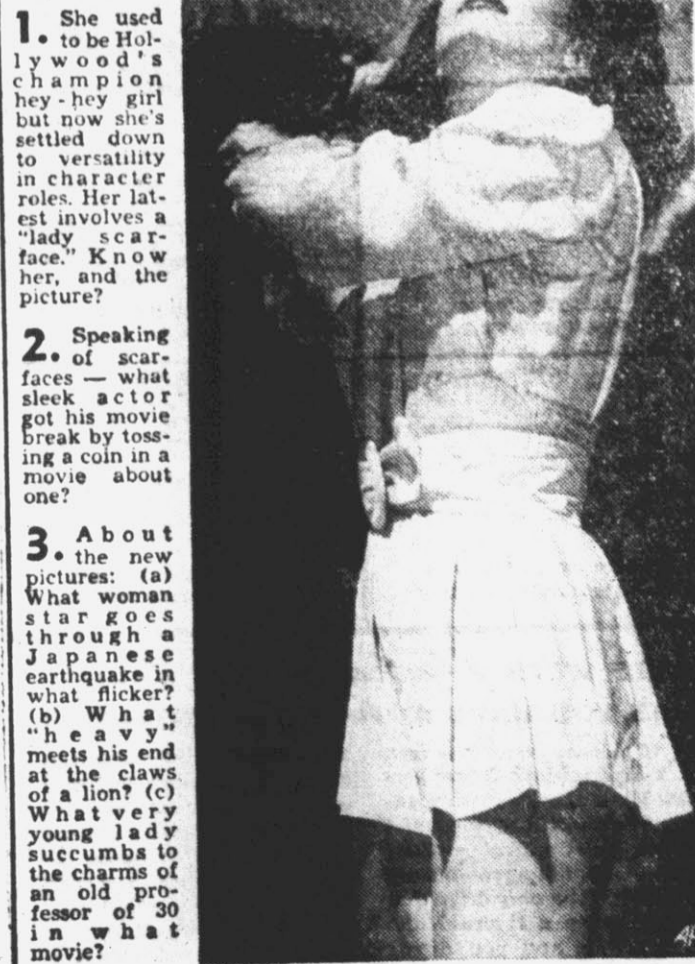 1. She used
to be Hol-
lywood's
champion
hey-hey girl
but now she's
settled down
to versatility
in character
roles. Her lat-
est involves a
"lady scar-
face." Know
her, and the
picture?
2. Speaking
of scar-
faces — what
sleek actor
got his movie
break by toss-
ing a coin in a
movie about
one?
3. About
the new
pictures: (a)
What woman
star goes
through a
Japanese
earthquake in
what flicker?
(b) What
"heavy"
meets his end
at the claws
of a lion? (c)
What very
young lady
succumbs to
the charms of
an old pro-
fessor of 30
in what
movie?